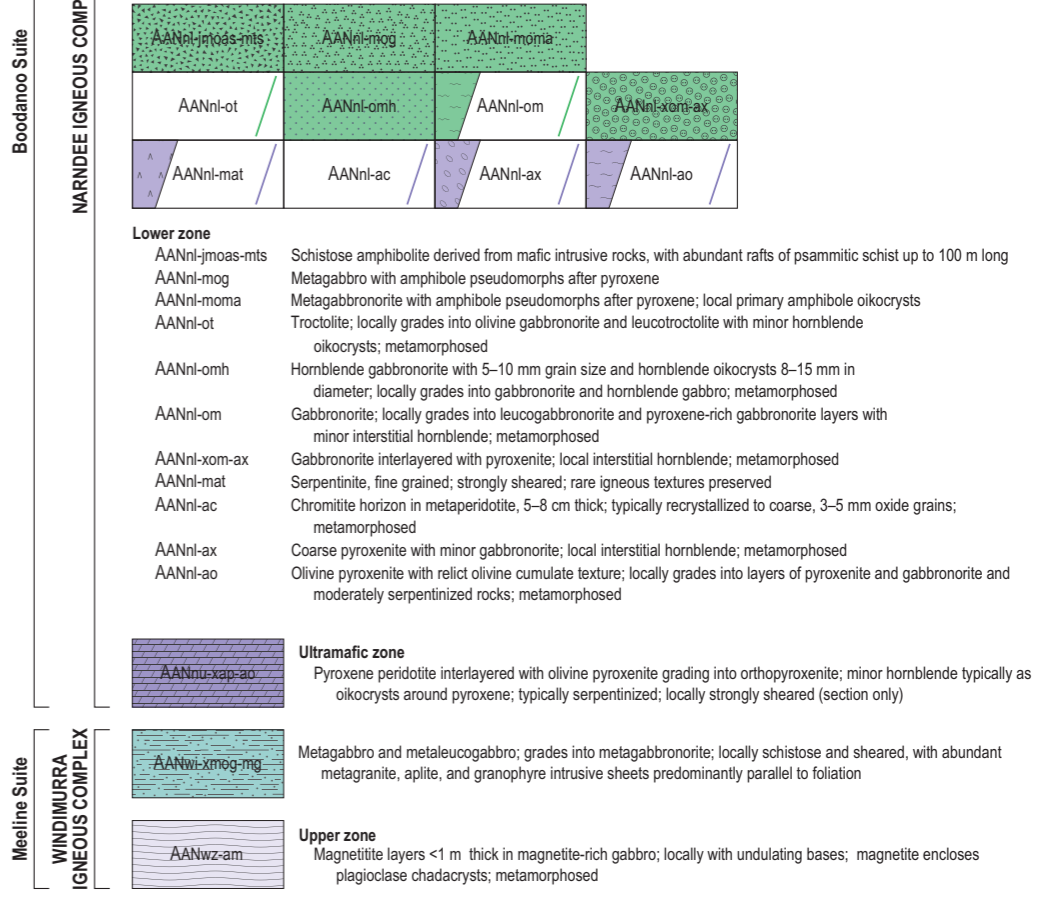 Boodanoo Suite
NARNDEE IGNEOUS COMP
AANnl-jmoas-mts
AANnl-mog
AANnl-moma
AANnl-ot
AANnl-omh
AANnl-om
AANnl-xom-ax
AANnl-mat
AANnl-ac
AANnl-ax
AANnl-ao
Lower zone
AANnl-jmoas-mts Schistose amphibolite derived from mafic intrusive rocks, with abundant rafts of psammitic schist up to 100 m long
AANnl-mog Metagabbro with amphibole pseudomorphs after pyroxene
AANnl-moma Metagabbronorite with amphibole pseudomorphs after pyroxene; local primary amphibole oikocrysts
AANnl-ot Troctolite; locally grades into olivine gabbronorite and leucotroctolite with minor hornblende
oikocrysts; metamorphosed
AANnl-omh Hornblende gabbronorite with 5–10 mm grain size and hornblende oikocrysts 8–15 mm in
diameter; locally grades into gabbronorite and hornblende gabbro; metamorphosed
AANnl-om Gabbronorite; locally grades into leucogabbronorite and pyroxene-rich gabbronorite layers with
minor interstitial hornblende; metamorphosed
AANnl-xom-ax Gabbronorite interlayered with pyroxenite; local interstitial hornblende; metamorphosed
AANnl-mat Serpentinite, fine grained; strongly sheared; rare igneous textures preserved
AANnl-ac Chromitite horizon in metaperidotite, 5–8 cm thick; typically recrystallized to coarse, 3–5 mm oxide grains;
metamorphosed
AANnl-ax Coarse pyroxenite with minor gabbronorite; local interstitial hornblende; metamorphosed
AANnl-ao Olivine pyroxenite with relict olivine cumulate texture; locally grades into layers of pyroxenite and gabbronorite and
moderately serpentinized rocks; metamorphosed
AANnu-xap-ao
Ultramafic zone
Pyroxene peridotite interlayered with olivine pyroxenite grading into orthopyroxenite; minor hornblende typically as
oikocrysts around pyroxene; typically serpentinized; locally strongly sheared (section only)
Meeline Suite
WINDIMURRA
IGNEOUS COMPLEX
AANwi-xmog-mg
Metagabbro and metaleucogabbro; grades into metagabbronorite; locally schistose and sheared, with abundant
metagranite, aplite, and granophyre intrusive sheets predominantly parallel to foliation
AANwz-am
Upper zone
Magnetitite layers <1 m thick in magnetite-rich gabbro; locally with undulating bases; magnetite encloses
plagioclase chadacrysts; metamorphosed